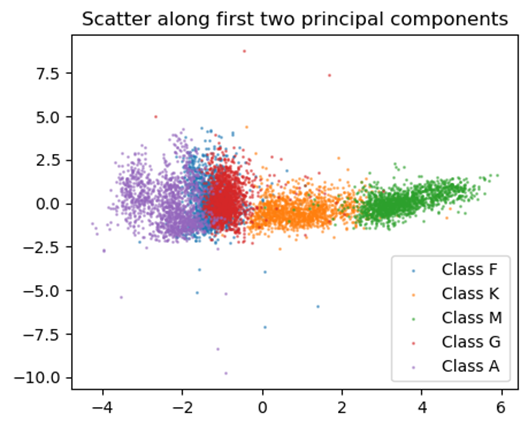 Scatter along first two principal components
7.5
5.0
2.5
0.0
−2.5
−5.0
−7.5
−10.0
−4
−2
0
2
4
6
Class F
Class K
Class M
Class G
Class A